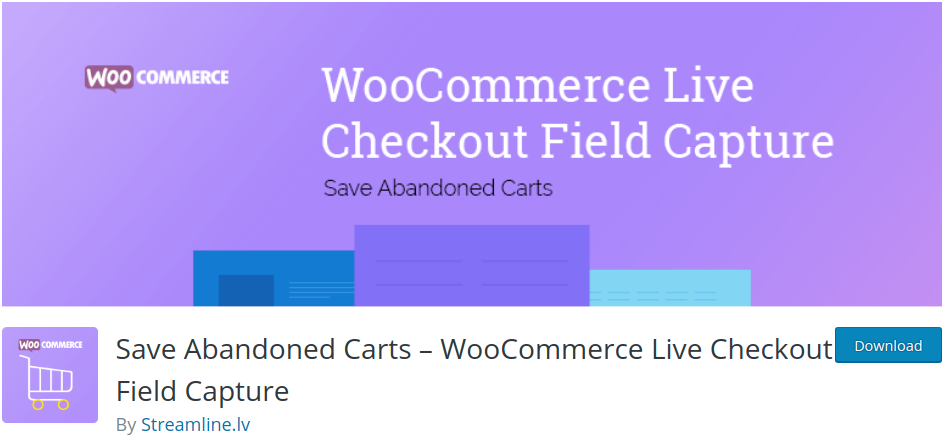 WOO COMMERCE
WooCommerce Live
Checkout Field Capture
Save Abandoned Carts
WOO COMMERCE
Save Abandoned Carts – WooCommerce Live Checkout
Field Capture
Download
By Streamline.lv